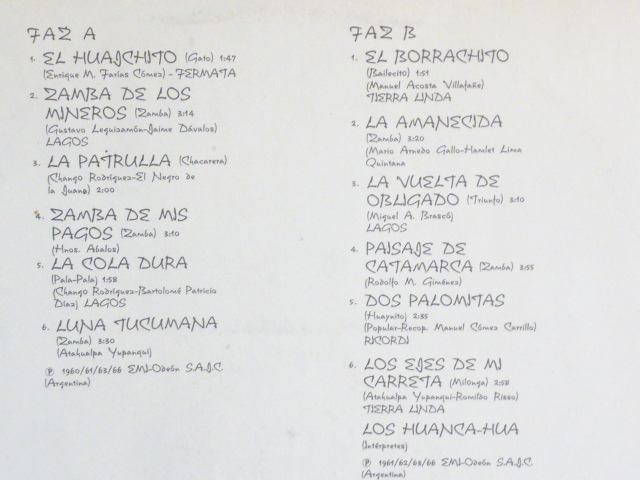 FAZ A
1. EL HUAJCHITO (Gato) 1:47
(Enrique M. Farías Cómez) - FERMATA
2. ZAMBA DE LOS
MINEROS (Zamba) 3:14
(Gustavo Leguizamón-Jaime Dávalos)
LAGOS
3. LA PATRULLA (Chacarera)
(Chango Rodríguez-El Negro de
la Juana) 2:00
4. ZAMBA DE MIS
PAGOS (Zamba) 3:10
(Hnos. Abalos)
5. LA COLA DURA
(Pala-Pala) 1:58
(Chango Rodríguez-Bartolomé Patricio
Díaz) LAGOS
6. LUNA TUCUMANA
(Zamba) 3:30
(Atahualpa Yupanqui)
℗ 1960/61/63/66 EMI-Odeón S.A.I.C.
(Argentina)
FAZ B
1. EL BORRACHITO
(Bailecito) 1:51
(Manuel Acosta Villafañe)
TIERRA LINDA
2. LA AMANECIDA
(Zamba) 3:20
(Mario Arnedo Gallo-Hamlet Lima
Quintana
3. LA VUELTA DE
OBLIGADO (Triunfo) 3:10
(Miguel A. Brascó)
LAGOS
4. PAISAJE DE
CATAMARCA (Zamba) 3:55
(Rodolfo M. Giménez)
5. DOS PALOMITAS
(Huaynito) 2:35
(Popular-Recop. Manuel Cómez Carrillo)
RICORDI
6. LOS EJES DE MI
CARRETA (Milonga) 2:58
(Atahualpa Yupanqui-Romildo Risso)
TIERRA LINDA
LOS HUANCA-HUA
(Intérpretes)
℗ 1961/62/63/66 EMI-Odeón S.A.I.C.
(Argentina)